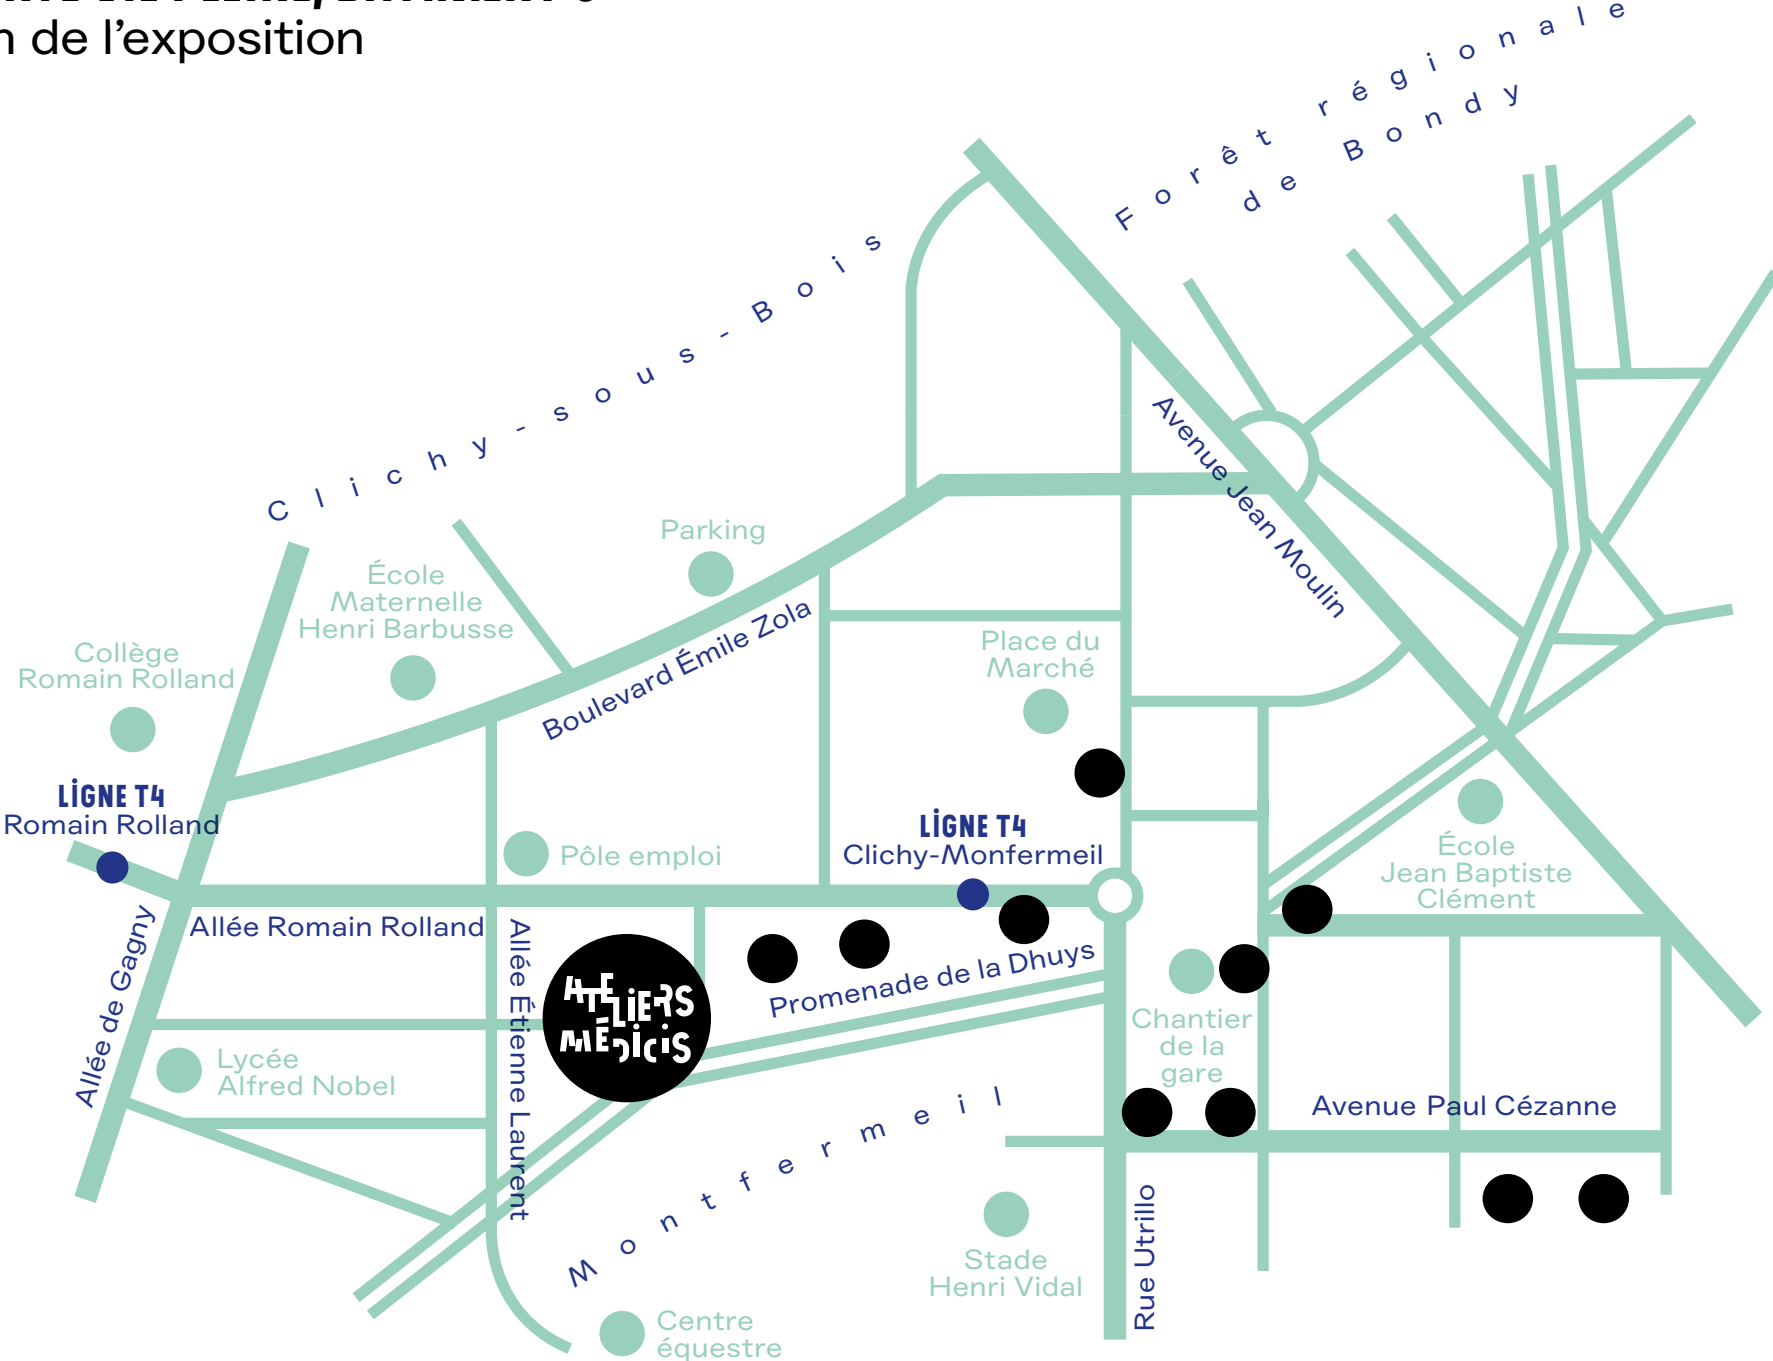 n de l’exposition
Forêt régionale
de Bondy
Clichy-sous-Bois
Avenue Jean Moulin
Parking
École
Maternelle
Henri Barbusse
Boulevard Émile Zola
Place du
Marché
Collège
Romain Rolland
LIGNE T4
Romain Rolland
LIGNE T4
Clichy-Monfermeil
Pôle emploi
École
Jean Baptiste
Clément
Allée Romain Rolland
Allée de Gagny
Allée Étienne Laurent
ATELIERS
MÉDICIS
Promenade de la Dhuys
Chantier
de la
gare
Lycée
Alfred Nobel
Avenue Paul Cézanne
Montfermeil
Stade
Henri Vidal
Rue Utrillo
Centre
équestre